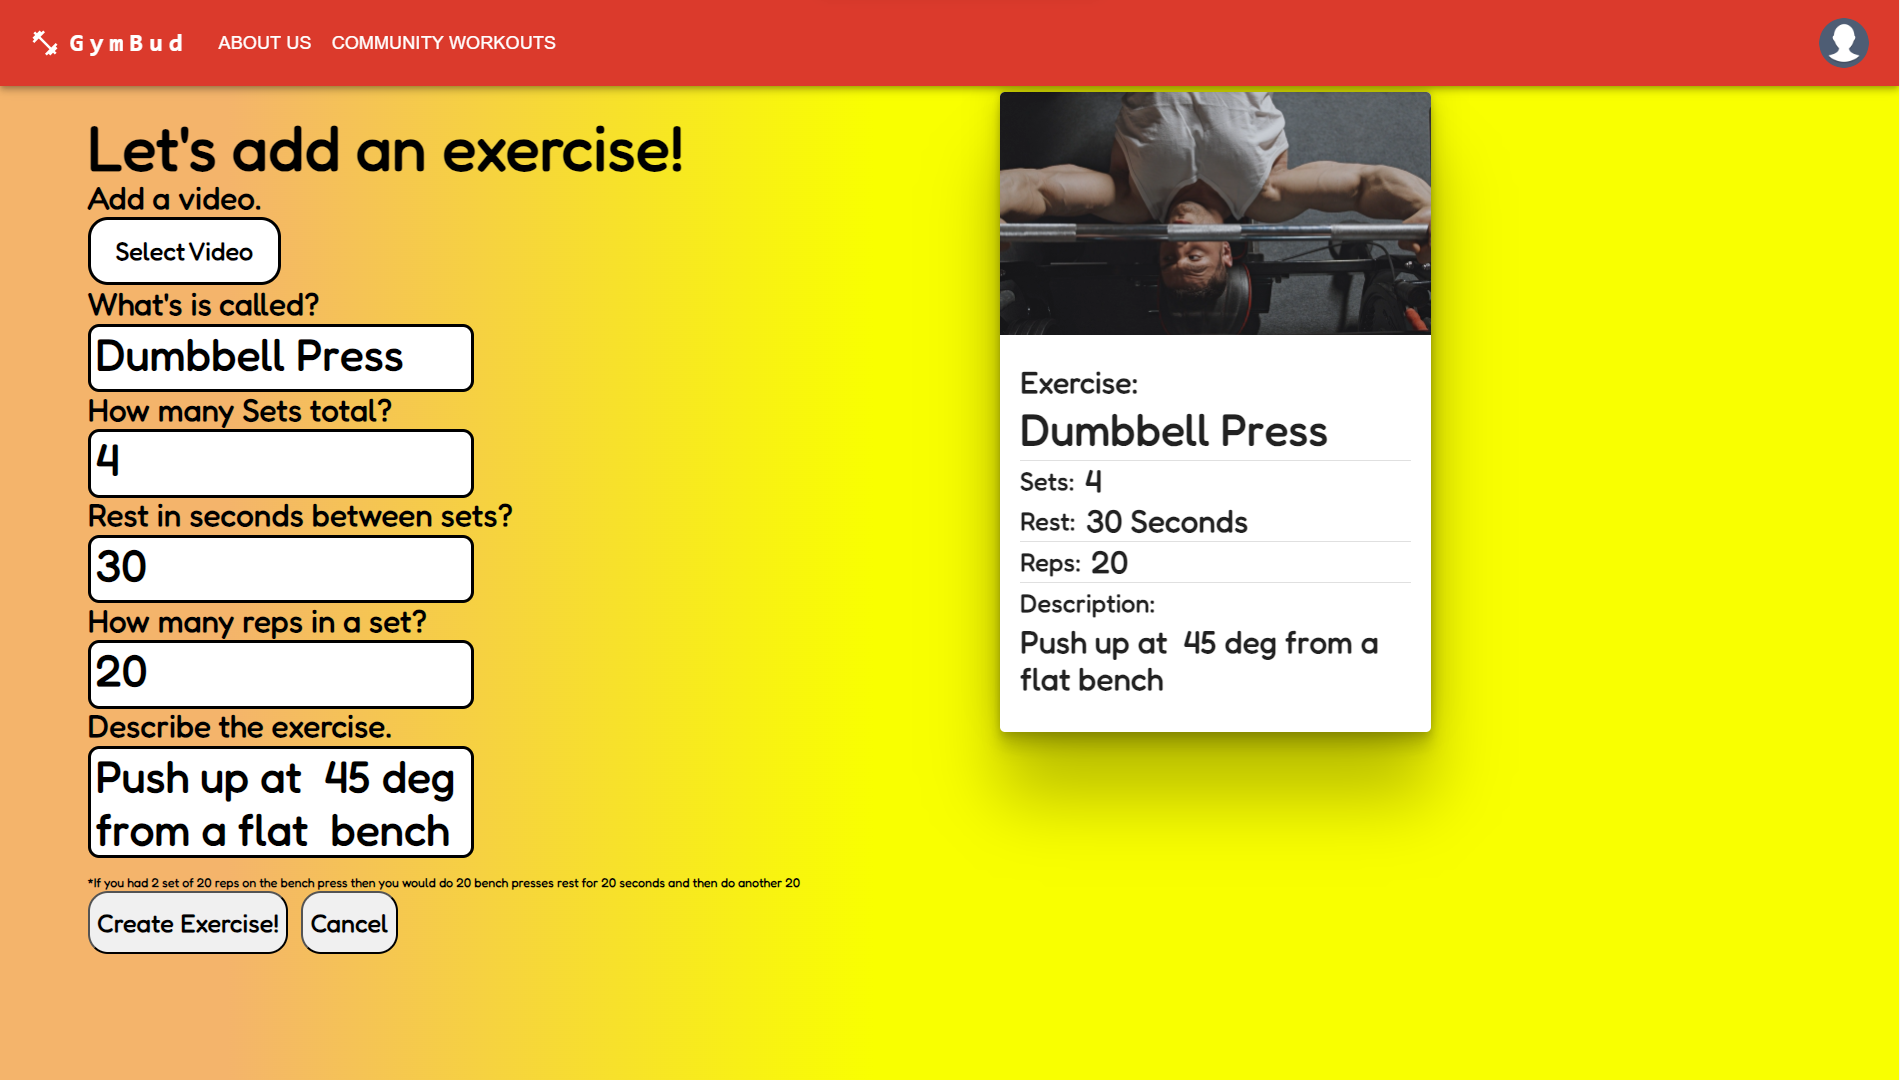 GymBud ABOUT US COMMUNITY WORKOUTS
Let's add an exercise!
Add a video.
Select Video
What's is called?
Dumbbell Press
How many Sets total?
4
Rest in seconds between sets?
30
How many reps in a set?
20
Describe the exercise.
Push up at  45 deg
from a flat  bench
*If you had 2 set of 20 reps on the bench press then you would do 20 bench presses rest for 20 seconds and then do another 20
Create Exercise! Cancel
Exercise:
Dumbbell Press
Sets: 4
Rest: 30 Seconds
Reps: 20
Description:
Push up at  45 deg from a
flat bench